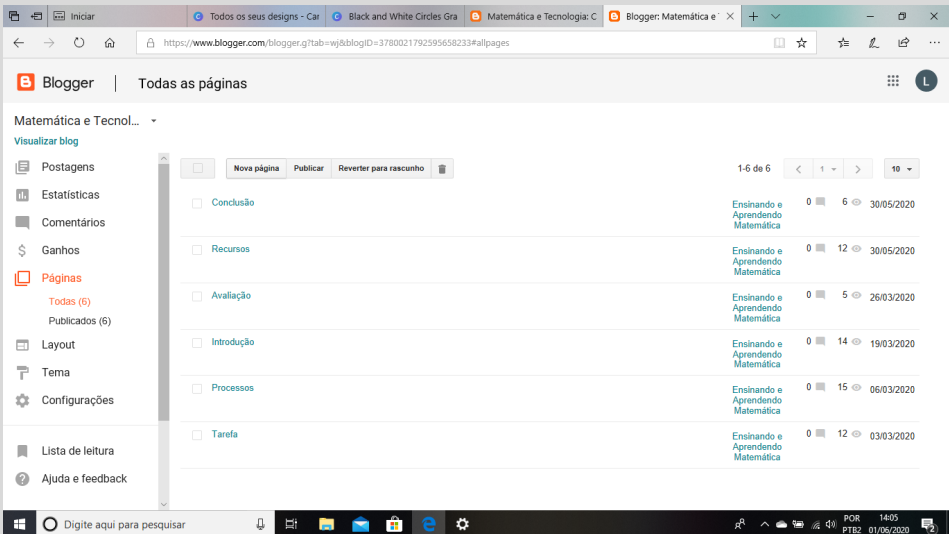 Iniciar
Todos os seus designs - Car
Black and White Circles Gra
Matemática e Tecnologia: C
Blogger: Matemática e T
https://www.blogger.com/blogger.g?tab=wj&blogID=3780021792595658233#allpages
Blogger
Todas as páginas
L
Matemática e Tecnol...
Visualizar blog
Postagens
Estatísticas
Comentários
Ganhos
Páginas
Todas (6)
Publicados (6)
Layout
Tema
Configurações
Lista de leitura
Ajuda e feedback
Nova página Publicar Reverter para rascunho
1-6 de 6
1
10
Conclusão
Ensinando e
Aprendendo
Matemática
0 6 30/05/2020
Recursos
Ensinando e
Aprendendo
Matemática
0 12 30/05/2020
Avaliação
Ensinando e
Aprendendo
Matemática
0 5 26/03/2020
Introdução
Ensinando e
Aprendendo
Matemática
0 14 19/03/2020
Processos
Ensinando e
Aprendendo
Matemática
0 15 06/03/2020
Tarefa
Ensinando e
Aprendendo
Matemática
0 12 03/03/2020
Digite aqui para pesquisar
POR
PTB2
14:05
01/06/2020
2